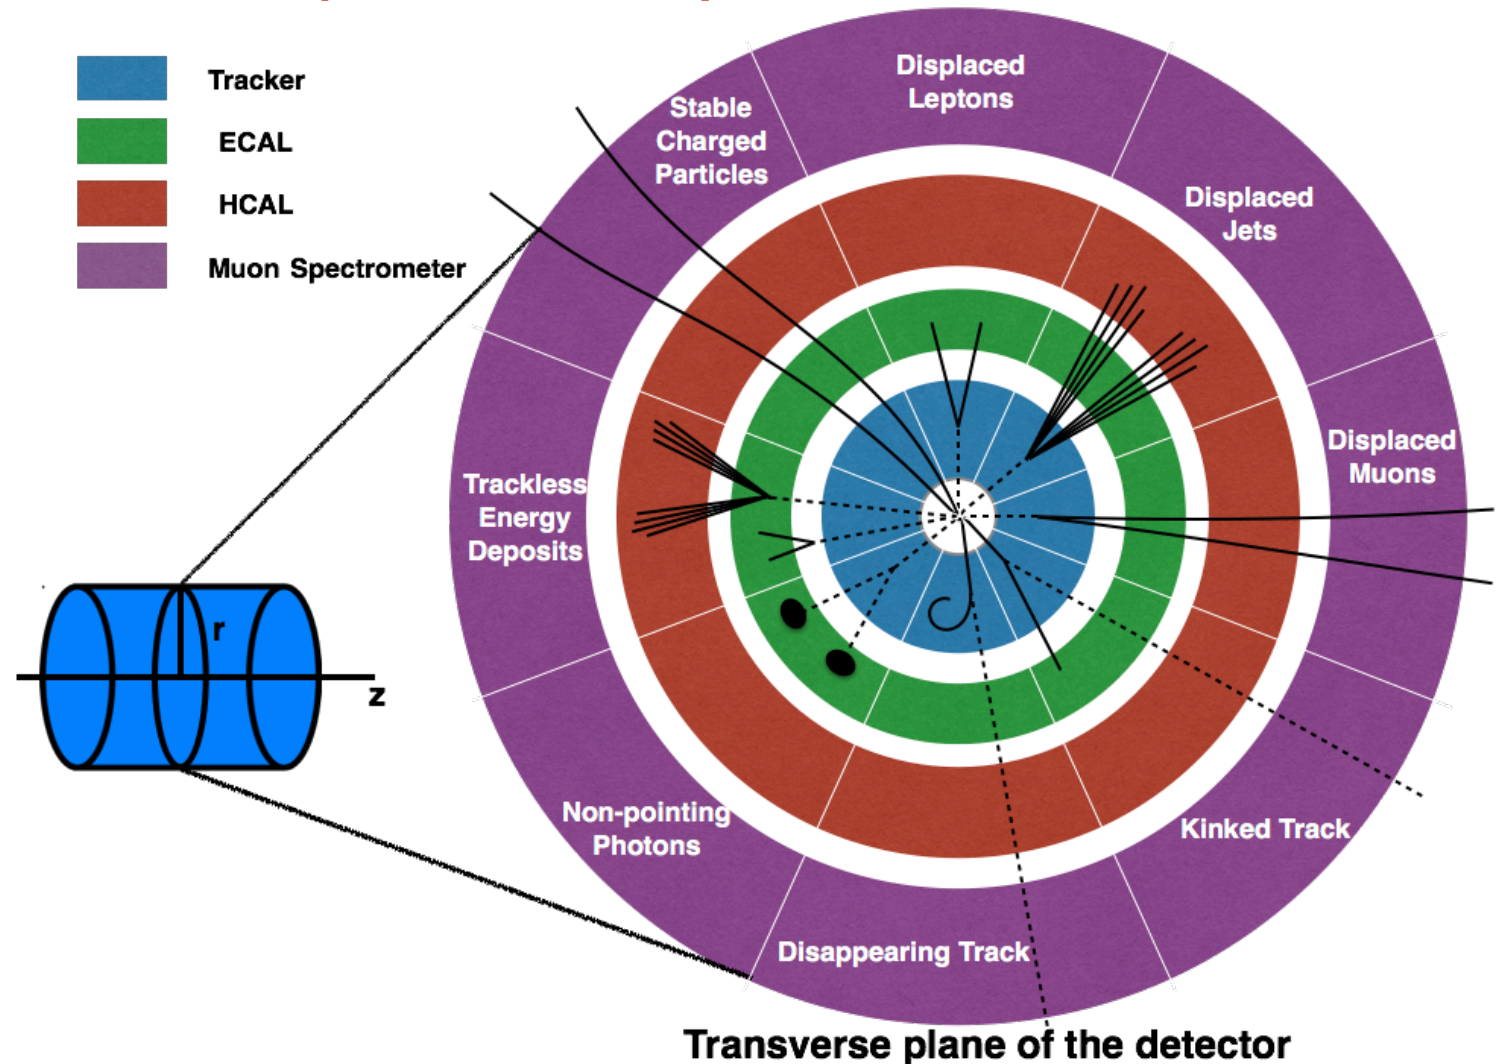 Tracker
ECAL
HCAL
Muon Spectrometer
Displaced
Leptons
Stable
Charged
Particles
Displaced
Jets
Displaced
Muons
Trackless
Energy
Deposits
r
z
Non-pointing
Photons
Kinked Track
Disappearing Track
Transverse plane of the detector